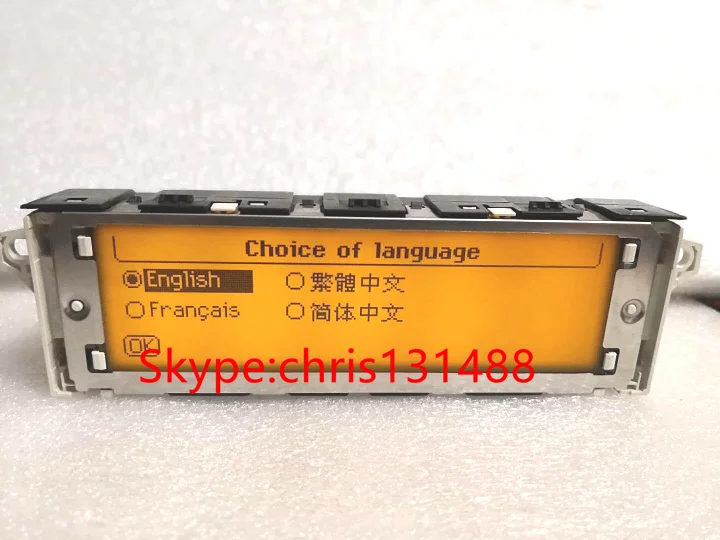 Choice of language
English
繁體中文
Français
简体中文
OK
Skype:chris131488